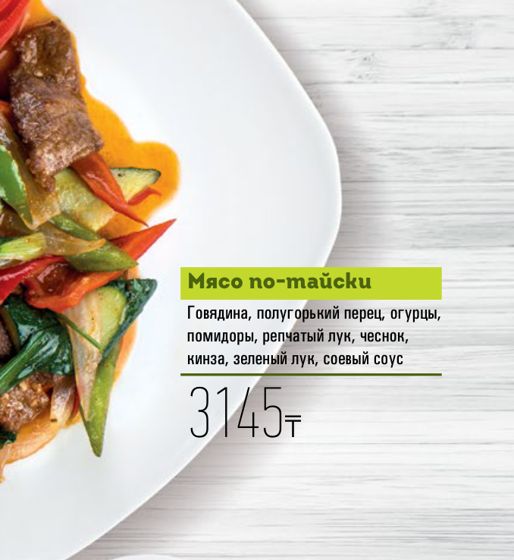 Мясо по-тайски
Говядина, полугорький перец, огурцы,
помидоры, репчатый лук, чеснок,
кинза, зеленый лук, соевый соус
3145₸